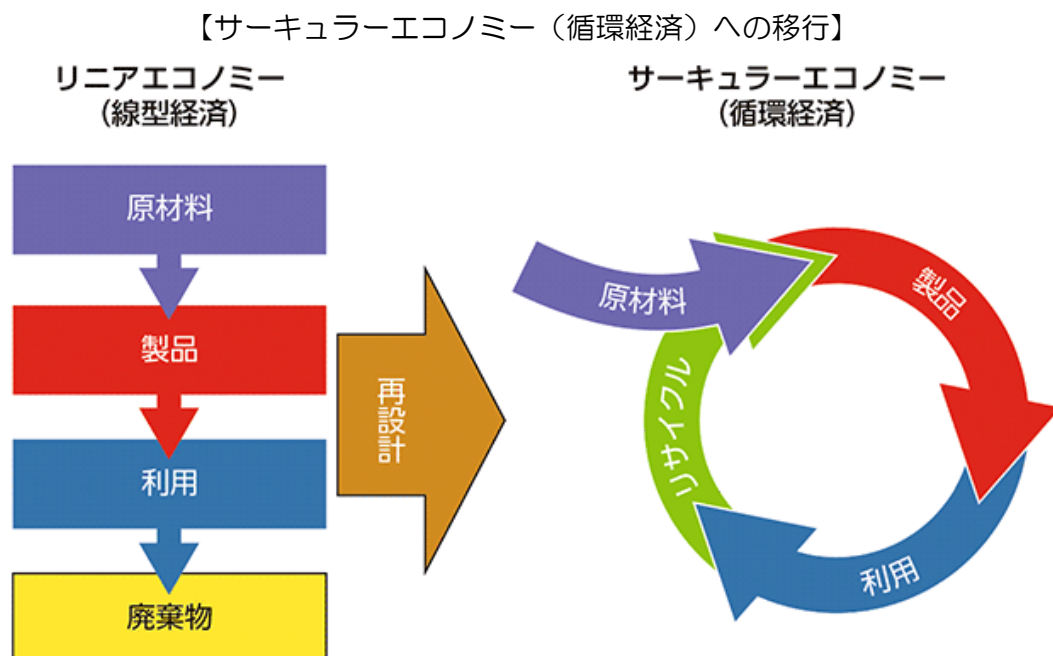 【サーキュラーエコノミー（循環経済）への移行】
リニアエコノミー
（線型経済）
原材料
製品
利用
廃棄物
再設計
サーキュラーエコノミー
（循環経済）
原材料
製品
利用
リサイクル